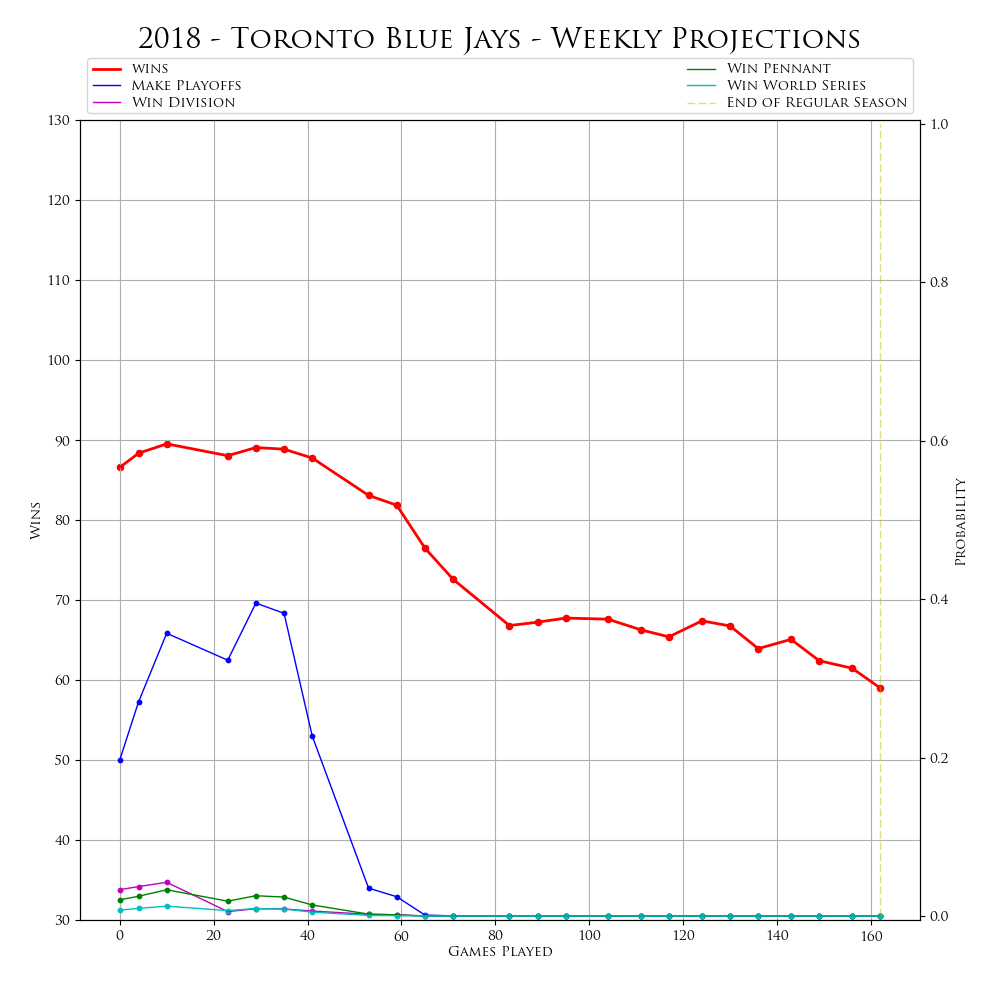 2018 - Toronto Blue Jays - Weekly Projections
wins
Make Playoffs
Win Division
Win Pennant
Win World Series
End of Regular Season
130
120
110
100
90
80
70
60
50
40
30
Wins
1.0
0.8
0.6
0.4
0.2
0.0
Probability
0 20 40 60 80 100 120 140 160
Games Played